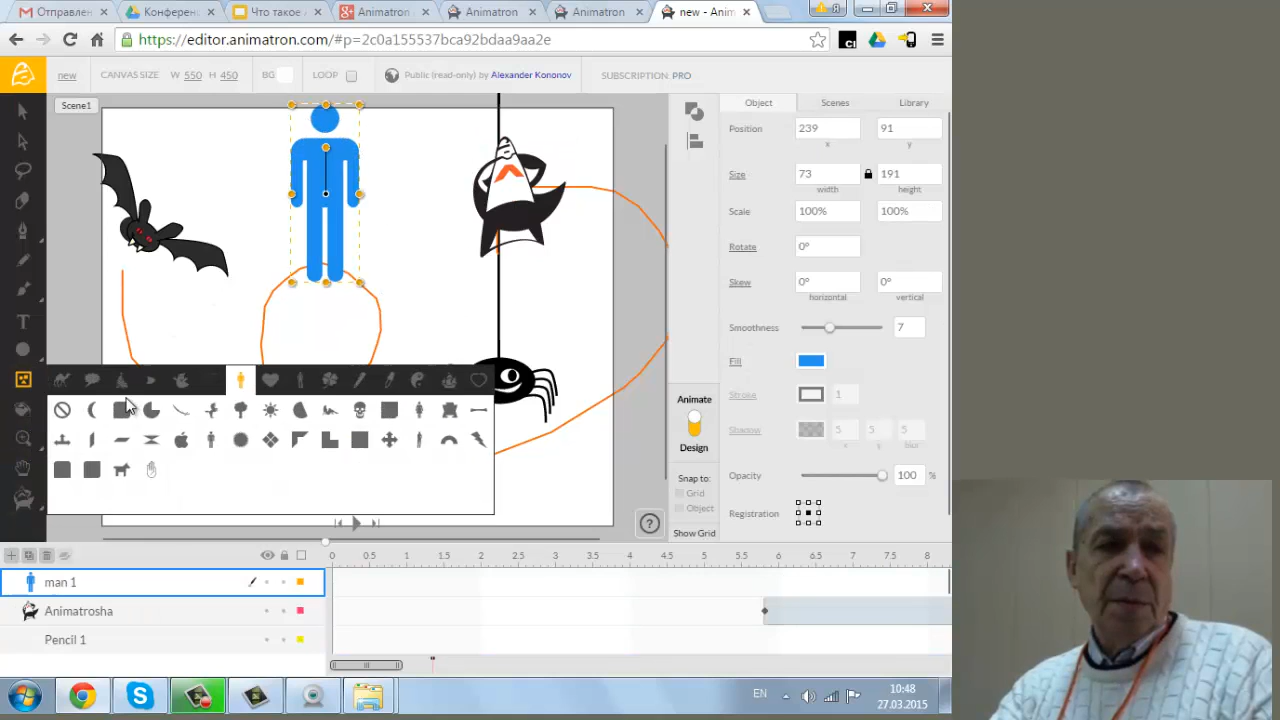 Отправлен
Конферен
Что такое
Animatron
Animatron
Animatron
new - Anim
Я
https://editor.animatron.com/#p=2c0a155537bca92bdaa9aa2e
new CANVAS SIZE W 550 H 450 BG LOOP Public (read-only) by Alexander Kononov SUBSCRIPTION: PRO
Scene1
Object Scenes Library
Position 239 91
x y
Size 73 191
width height
Scale 100% 100%
Rotate 0°
Skew 0° 0°
horizontal vertical
Smoothness 7
Fill
Stroke 1
Shadow 5 5 5
x y blur
Opacity 100 %
Registration
Animate
Design
Snap to:
Grid
Object
Show Grid
?
0 0.5 1 1.5 2 2.5 3 3.5 4 4.5 5 5.5 6 6.5 7 7.5 8
man 1
Animatrosha
Pencil 1
EN
10:48
27.03.2015